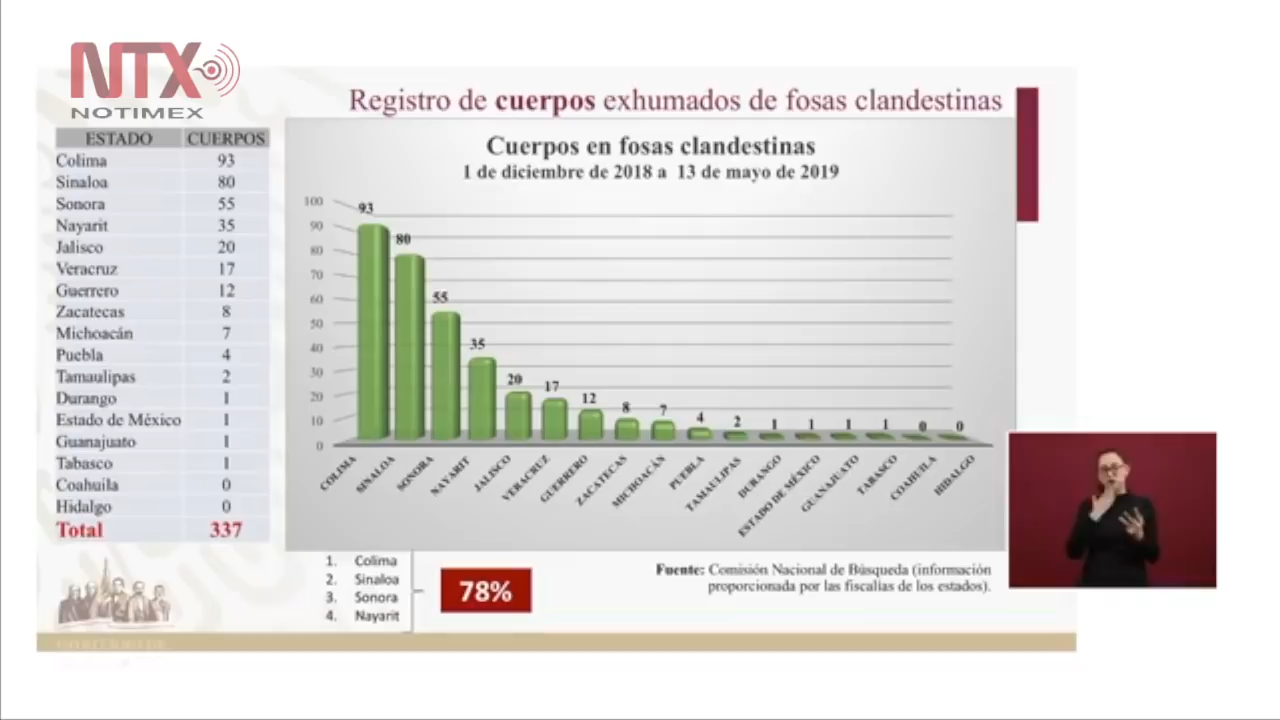 NTX
NOTIMEX
Registro de cuerpos exhumados de fosas clandestinas
ESTADO CUERPOS
Colima 93
Sinaloa 80
Sonora 55
Nayarit 35
Jalisco 20
Veracruz 17
Guerrero 12
Zacatecas 8
Michoacán 7
Puebla 4
Tamaulipas 2
Durango 1
Estado de México 1
Guanajuato 1
Tabasco 1
Coahuila 0
Hidalgo 0
Total 337
Cuerpos en fosas clandestinas
1 de diciembre de 2018 a 13 de mayo de 2019
100
90
80
70
60
50
40
30
20
10
0
93
80
55
35
20
17
12
8
7
4
2
1
1
1
1
0
0
COLIMA
SINALOA
SONORA
NAYARIT
JALISCO
VERACRUZ
GUERRERO
ZACATECAS
MICHOACÁN
PUEBLA
TAMAULIPAS
DURANGO
ESTADO DE MÉXICO
GUANAJUATO
TABASCO
COAHUILA
HIDALGO
1. Colima
2. Sinaloa
3. Sonora
4. Nayarit
78%
Fuente: Comisión Nacional de Búsqueda (información
proporcionada por las fiscalías de los estados).